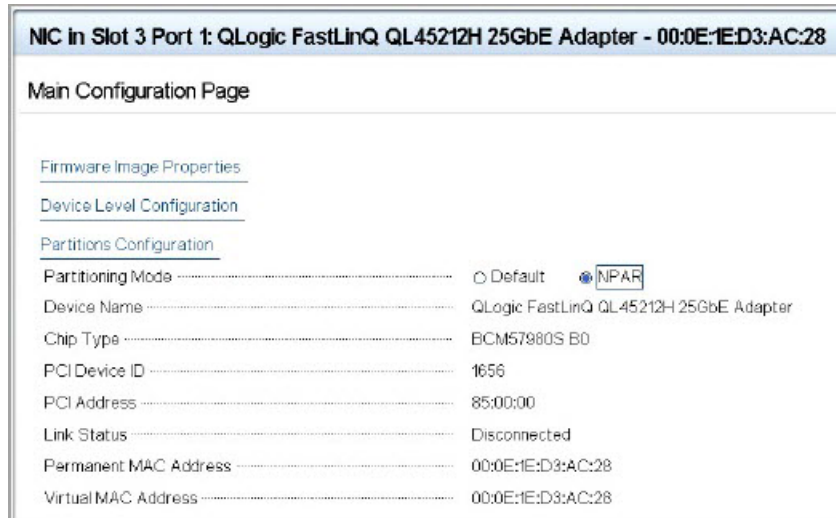 NIC in Slot 3 Port 1: QLogic FastLinQ QL45212H 25GbE Adapter - 00:0E:1E:D3:AC:28
Main Configuration Page
Firmware Image Properties
Device Level Configuration
Partitions Configuration
Partitioning Mode Default NPAR
Device Name QLogic FastLinQ QL45212H 25GbE Adapter
Chip Type BCM57980S B0
PCI Device ID 1656
PCI Address 85:00:00
Link Status Disconnected
Permanent MAC Address 00:0E:1E:D3:AC:28
Virtual MAC Address 00:0E:1E:D3:AC:28